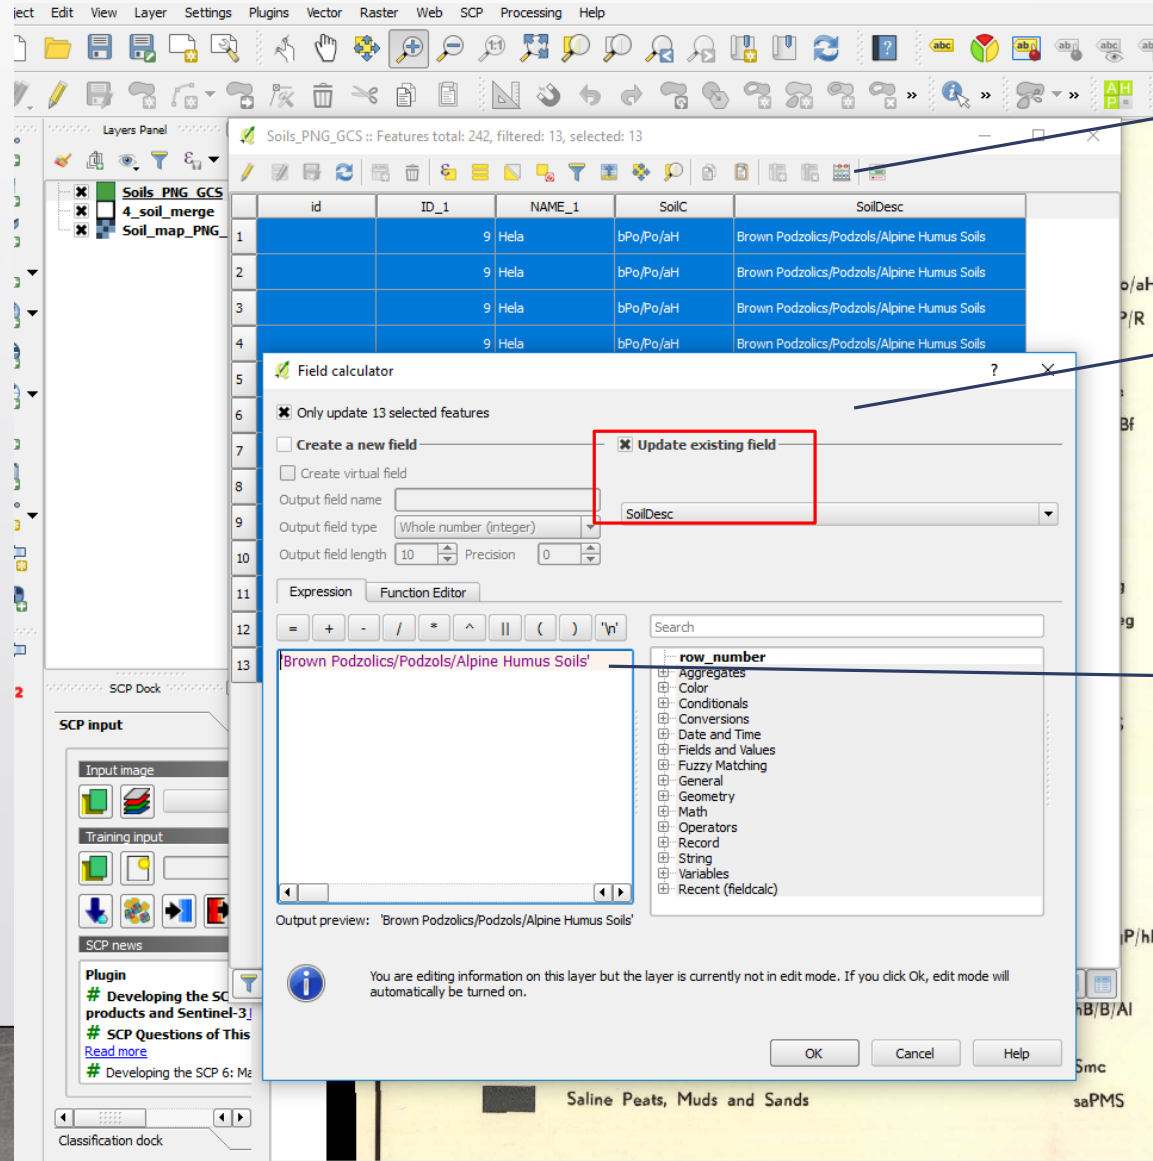 ject Edit View Layer Settings Plugins Vector Raster Web SCP Processing Help
1:1 ? abc ab ab abc ab
» » » AH P
Layers Panel
Soils_PNG_GCS :: Features total: 242, filtered: 13, selected: 13
Soils_PNG_GCS
4_soil_merge
Soil_map_PNG_
id ID_1 NAME_1 SoilC SoilDesc
1 9 Hela bPo/Po/aH Brown Podzolics/Podzols/Alpine Humus Soils
2 9 Hela bPo/Po/aH Brown Podzolics/Podzols/Alpine Humus Soils
3 9 Hela bPo/Po/aH Brown Podzolics/Podzols/Alpine Humus Soils
4 9 Hela bPo/Po/aH Brown Podzolics/Podzols/Alpine Humus Soils
5
6
7
8
9
10
11
12
13
Field calculator ?
Only update 13 selected features
Create a new field
Update existing field
Create virtual field
Output field name
SoilDesc
Output field type Whole number (integer)
Output field length 10 Precision 0
Expression Function Editor
= + - / * ^ || ( ) '\n' Search
'Brown Podzolics/Podzols/Alpine Humus Soils'
row_number
Aggregates
Color
Conditionals
Conversions
Date and Time
Fields and Values
Fuzzy Matching
General
Geometry
Math
Operators
Record
String
Variables
Recent (fieldcalc)
Output preview: 'Brown Podzolics/Podzols/Alpine Humus Soils'
You are editing information on this layer but the layer is currently not in edit mode. If you click Ok, edit mode will
automatically be turned on.
OK Cancel Help
2
SCP Dock
SCP input
Input image
Training input
SCP news
Plugin
# Developing the SC
products and Sentinel-3
# SCP Questions of This
Read more
# Developing the SCP 6: Ma
Classification dock
o/aH
P/R
Bf
P/h
B/B/Al
Smc
Saline Peats, Muds and Sands saPMS